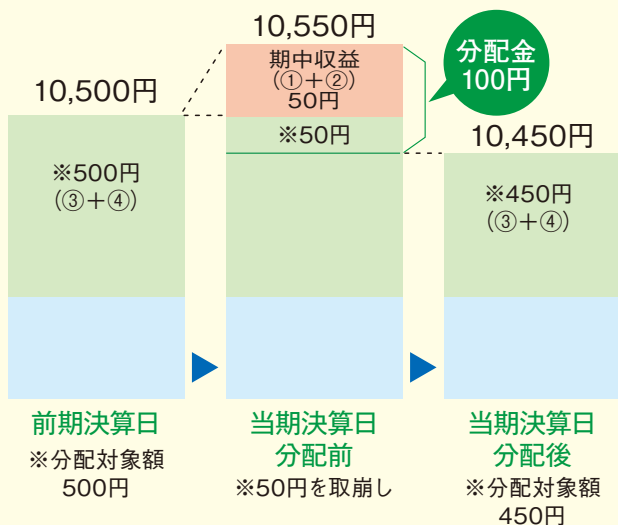 10,500円
※500円
(③+④)
前期決算日
※分配対象額
500円
10,550円
期中収益
(①+②)
50円
※50円
当期決算日
分配前
※50円を取崩し
分配金
100円
10,450円
※450円
(③+④)
当期決算日
分配後
※分配対象額
450円